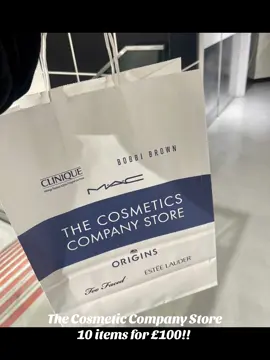 BOBBI BROWN
CLINIQUE
MAC
THE COSMETICS
COMPANY STORE
ORIGINS
Too Faced
ESTĒE LAUDER
The Cosmetic Company Store
10 items for £100!!